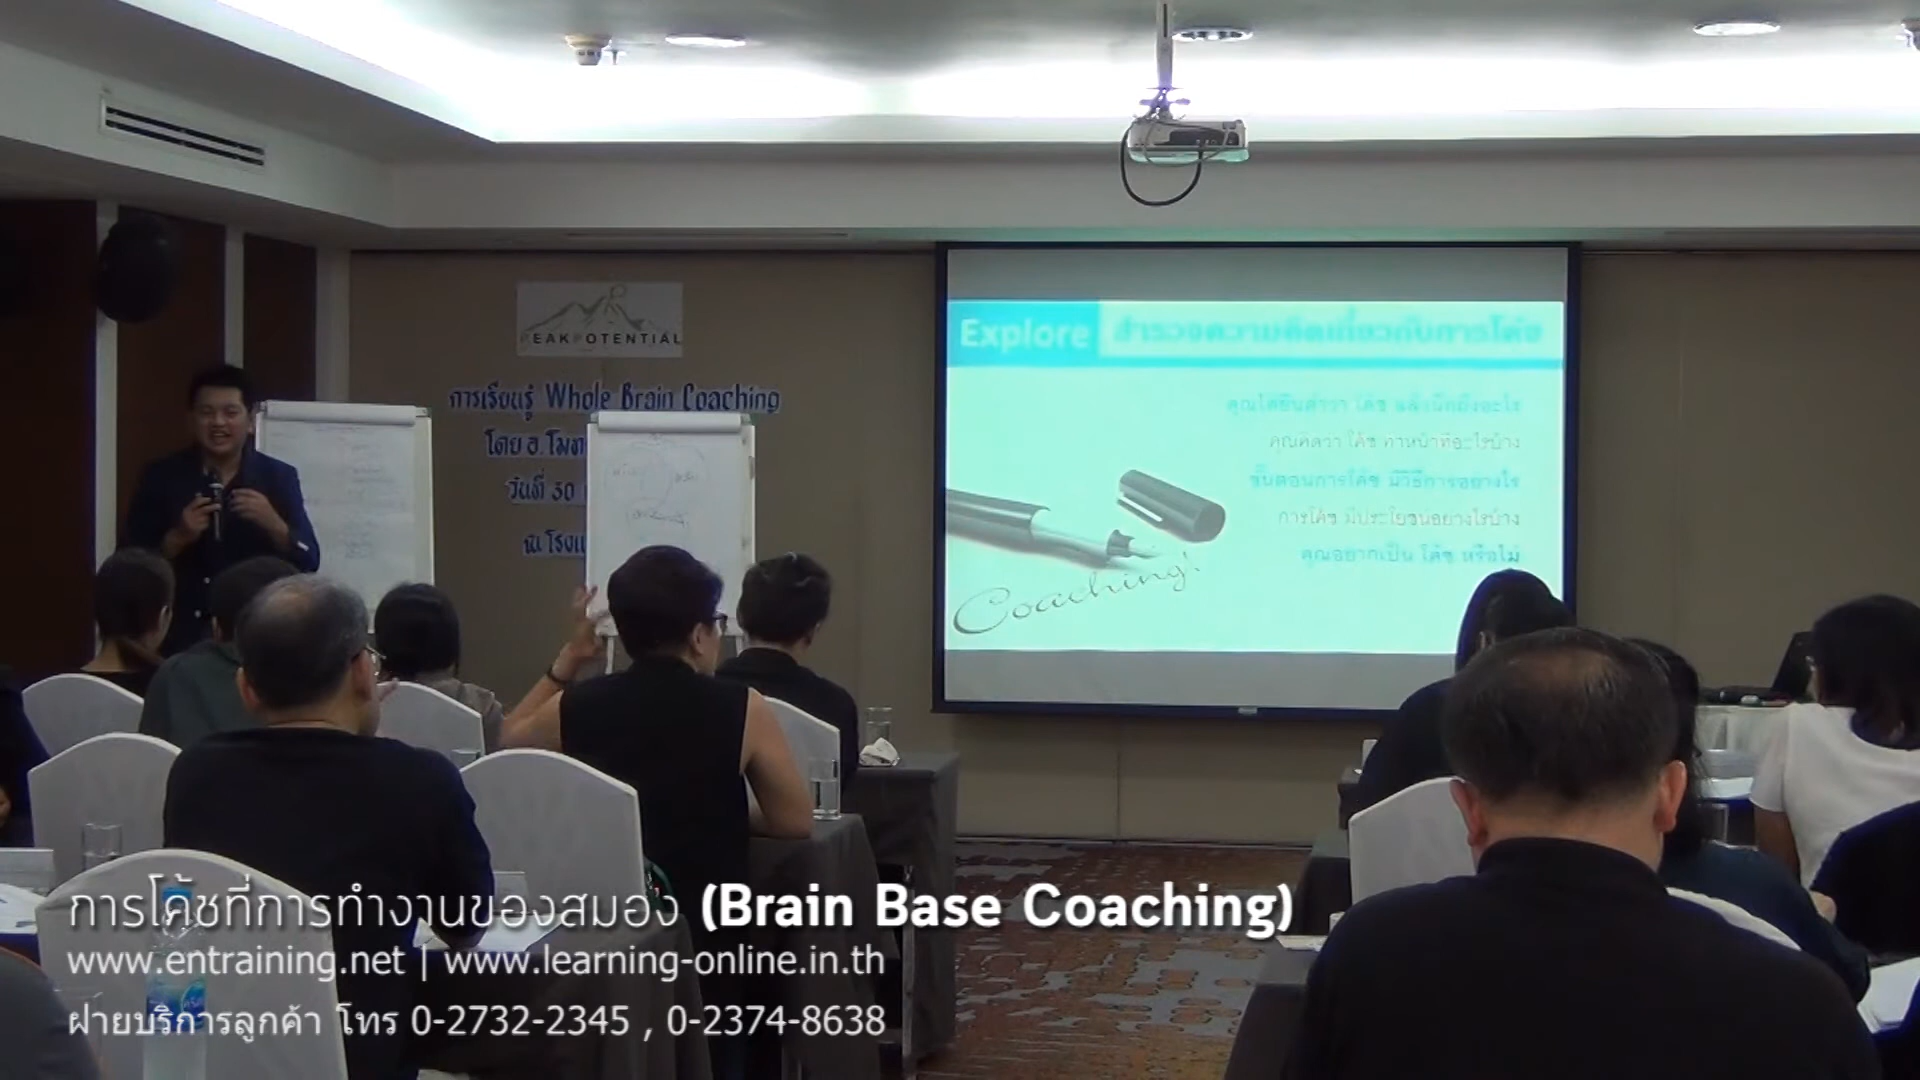 PEAKPOTENTIAL
การเรียนรู้ Whole Brain Coaching
โดย อ.
วันที่ 30
ณ
Explore สำรวจความคิดเกี่ยวกับการโค้ช
คุณได้ยินคำว่า โค้ช แล้วนึกถึงอะไร
คุณคิดว่า โค้ช ทำหน้าที่อะไรบ้าง
ขั้นตอนการโค้ช มีวิธีการอย่างไร
การโค้ช มีประโยชน์อย่างไรบ้าง
คุณอยากเป็น โค้ช หรือไม่
Coaching!
การโค้ชที่การทำงานของสมอง (Brain Base Coaching)
www.entraining.net | www.learning-online.in.th
ฝ่ายบริการลูกค้า โทร 0-2732-2345 , 0-2374-8638